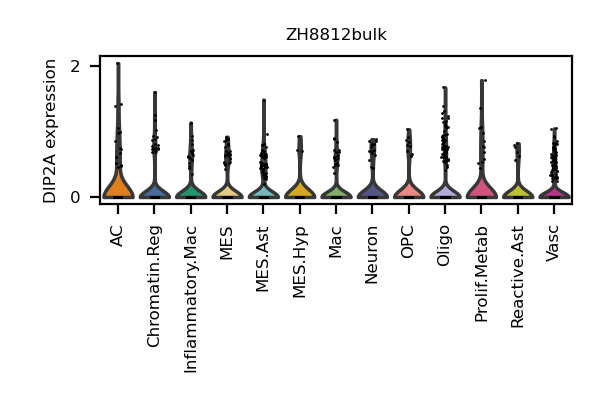 ZH8812bulk
DIP2A expression
2
0
AC
Chromatin.Reg
Inflammatory.Mac
MES
MES.Ast
MES.Hyp
Mac
Neuron
OPC
Oligo
Prolif.Metab
Reactive.Ast
Vasc